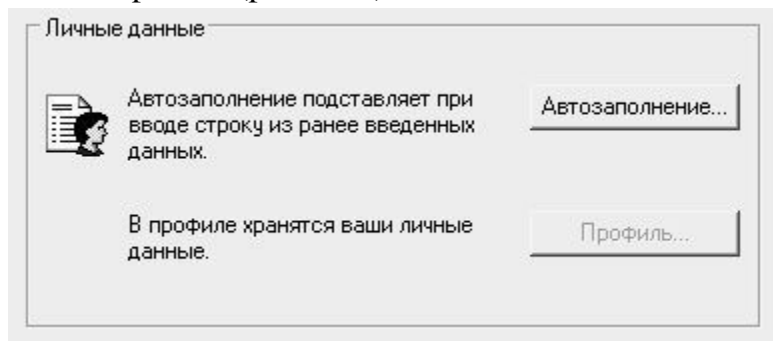 Личные данные
Автозаполнение подставляет при
вводе строку из ранее введенных
данных.
Автозаполнение...
В профиле хранятся ваши личные
данные.
Профиль...